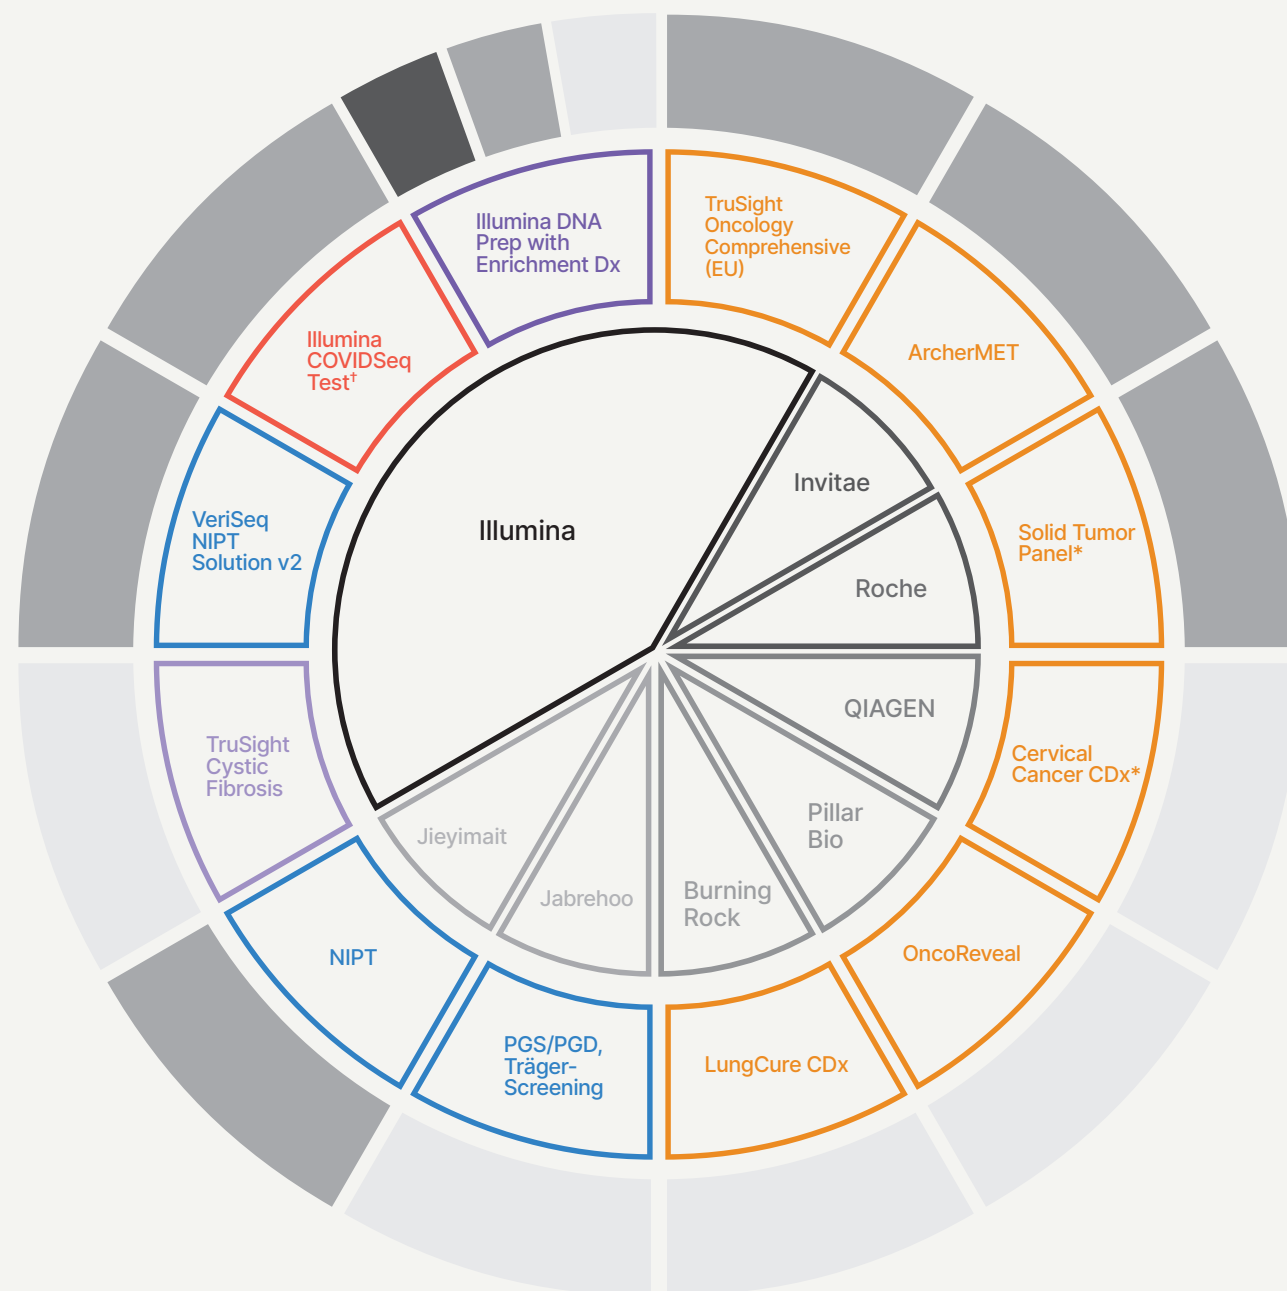 Illumina DNA
Prep with
Enrichment Dx
TruSight
Oncology
Comprehensive
(EU)
ArcherMET
Solid Tumor
Panel*
Cervical
Cancer CDx*
OncoReveal
LungCure CDx
PGS/PGD,
Träger-
Screening
NIPT
TruSight
Cystic
Fibrosis
VeriSeq
NIPT
Solution v2
Illumina
COVIDSeq
Test†
Illumina
Invitae
Roche
QIAGEN
Pillar
Bio
Burning
Rock
Jabrehoo
Jieyimait